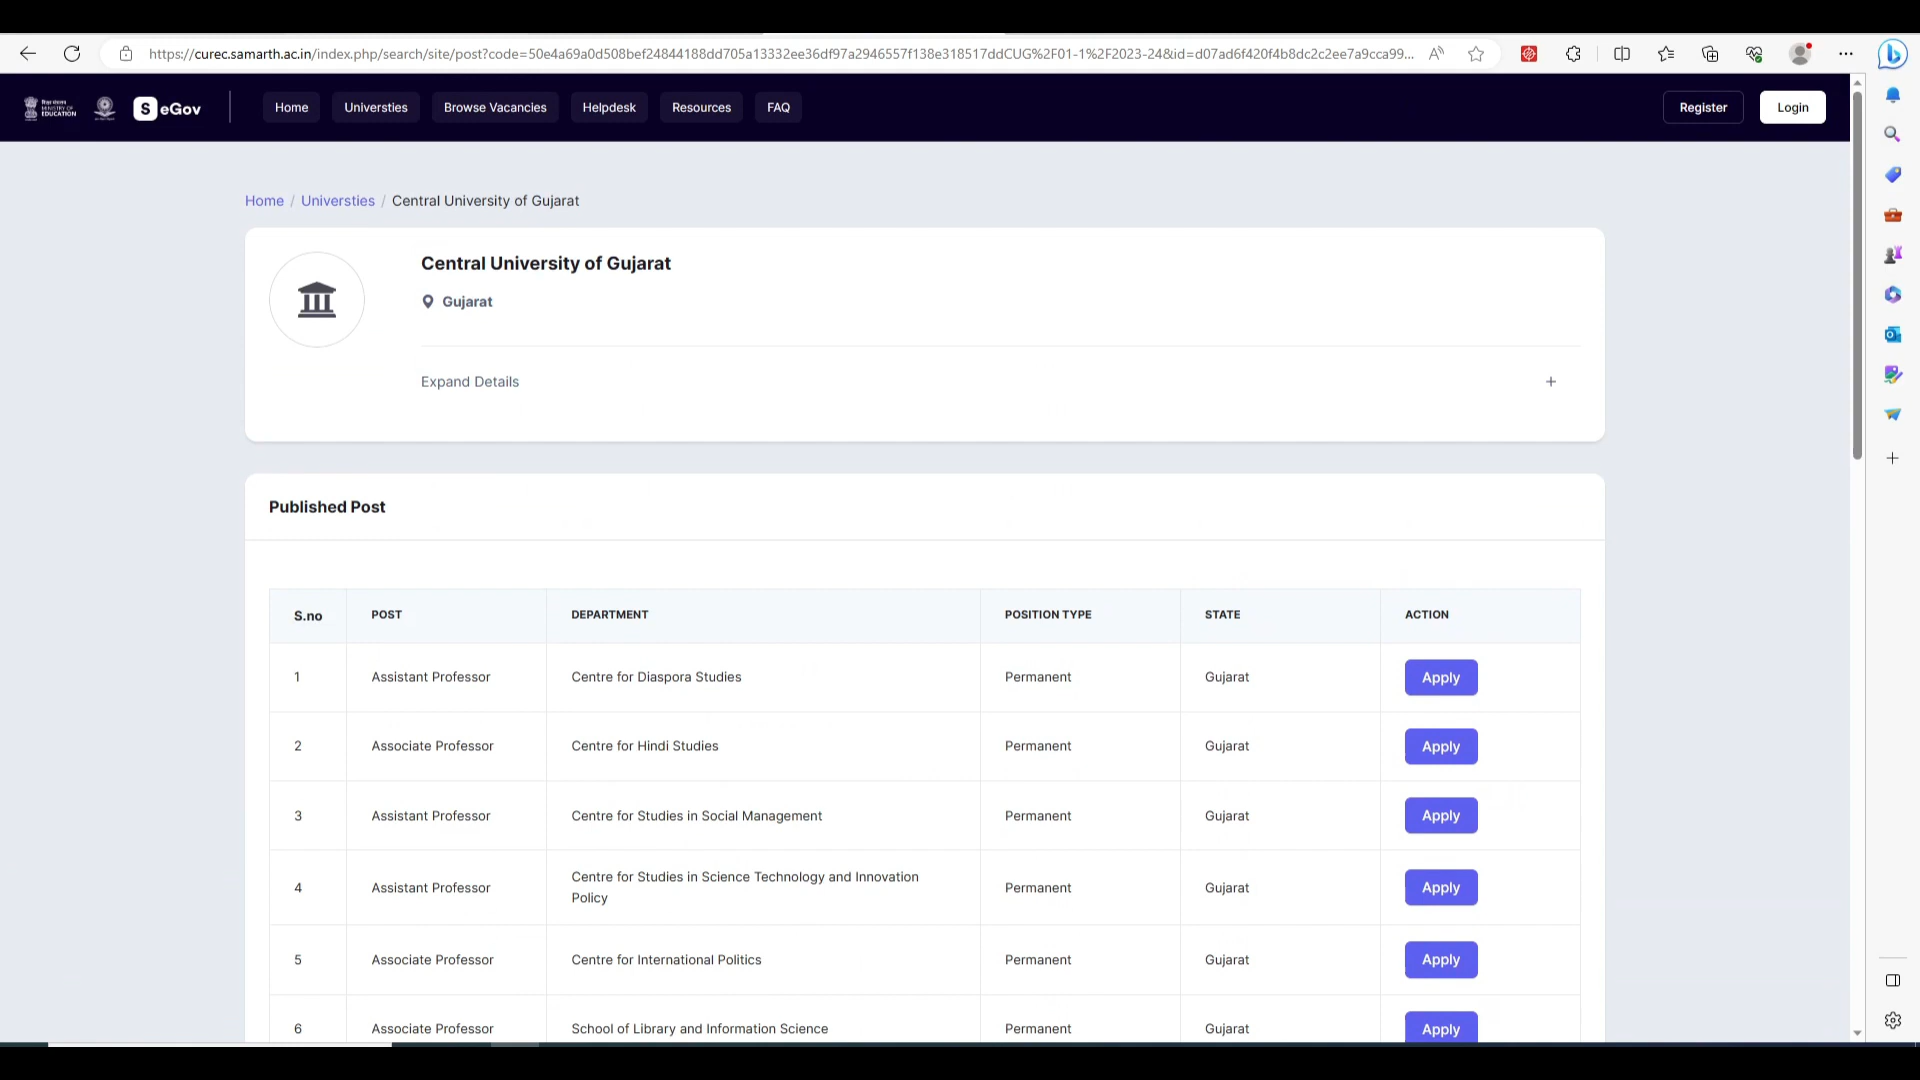 https://curec.samarth.ac.in/index.php/search/site/post?code=50e4a69a0d508bef24844188dd705a13332ee36df97a2946557f138e318517ddCUG%2F01-1%2F2023-24&id=d07ad6f420f4b8dc2c2ee7a9cca99...
MINISTRY OF
EDUCATION
S eGov
Home
Universties
Browse Vacancies
Helpdesk
Resources
FAQ
Register
Login
Home / Universties / Central University of Gujarat
Central University of Gujarat
Gujarat
Expand Details
Published Post
S.no POST DEPARTMENT POSITION TYPE STATE ACTION
1 Assistant Professor Centre for Diaspora Studies Permanent Gujarat Apply
2 Associate Professor Centre for Hindi Studies Permanent Gujarat Apply
3 Assistant Professor Centre for Studies in Social Management Permanent Gujarat Apply
4 Assistant Professor Centre for Studies in Science Technology and Innovation
Policy Permanent Gujarat Apply
5 Associate Professor Centre for International Politics Permanent Gujarat Apply
6 Associate Professor School of Library and Information Science Permanent Gujarat Apply